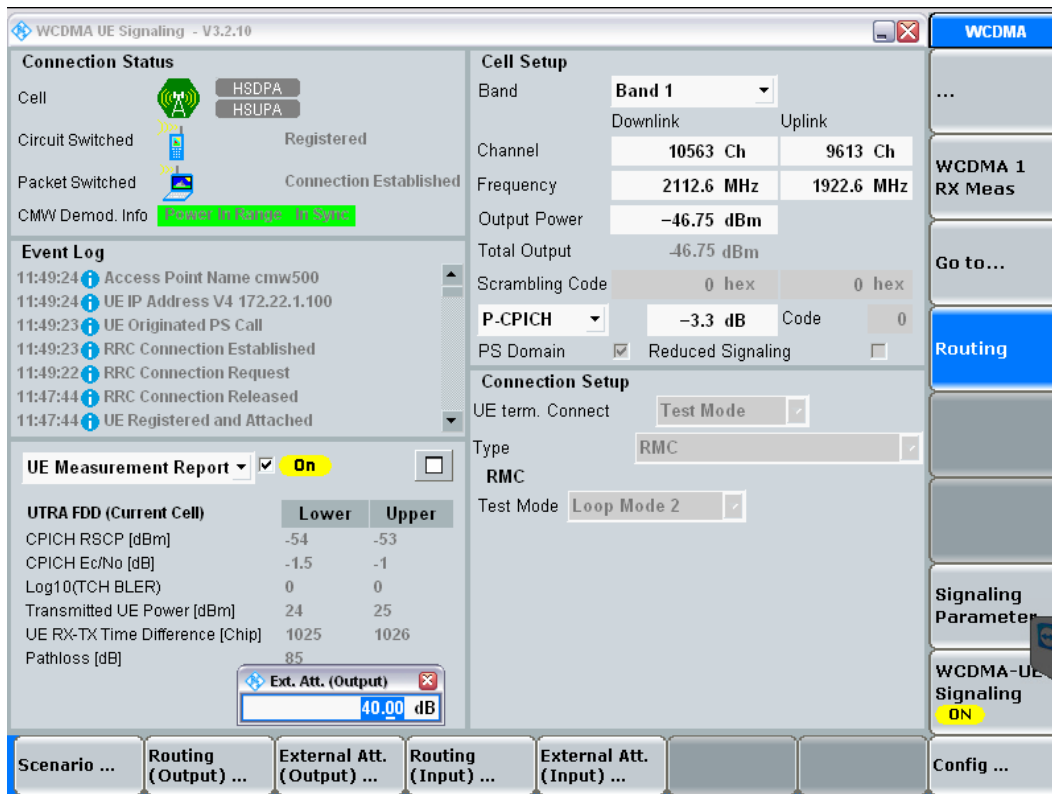 WCDMA UE Signaling - V3.2.10
WCDMA
Connection Status
Cell
HSDPA
HSUPA
Circuit Switched
Registered
Packet Switched
Connection Established
CMW Demod. Info
Power In Range In Sync
Event Log
11:49:24 Access Point Name cmw500
11:49:24 UE IP Address V4 172.22.1.100
11:49:23 UE Originated PS Call
11:49:23 RRC Connection Established
11:49:22 RRC Connection Request
11:47:44 RRC Connection Released
11:47:44 UE Registered and Attached
UE Measurement Report On
UTRA FDD (Current Cell) Lower Upper
CPICH RSCP [dBm] -54 -53
CPICH Ec/No [dB] -1.5 -1
Log10(TCH BLER) 0 0
Transmitted UE Power [dBm] 24 25
UE RX-TX Time Difference [Chip] 1025 1026
Pathloss [dB] 85
Ext. Att. (Output)
40.00 dB
Cell Setup
Band Band 1
Downlink Uplink
Channel 10563 Ch 9613 Ch
Frequency 2112.6 MHz 1922.6 MHz
Output Power -46.75 dBm
Total Output -46.75 dBm
Scrambling Code 0 hex 0 hex
P-CPICH -3.3 dB Code 0
PS Domain Reduced Signaling
Connection Setup
UE term. Connect Test Mode
Type RMC
RMC
Test Mode Loop Mode 2
...
WCDMA 1
RX Meas
Go to...
Routing
Signaling
Parameter
WCDMA-UE
Signaling
ON
Scenario ...
Routing
(Output) ...
External Att.
(Output) ...
Routing
(Input) ...
External Att.
(Input) ...
Config ...